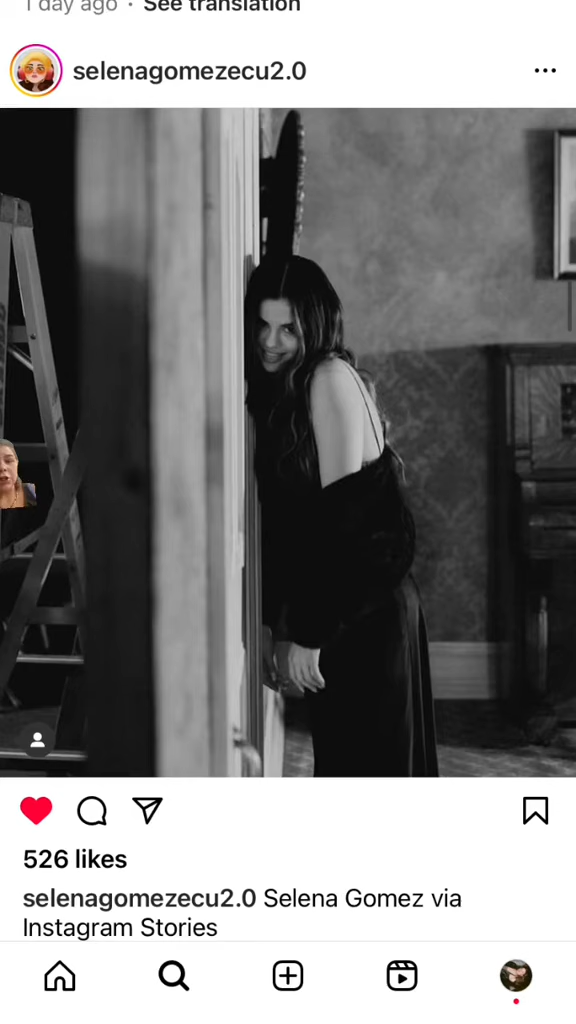 1 day ago · See translation
selenagomezecu2.0
526 likes
selenagomezecu2.0 Selena Gomez via
Instagram Stories